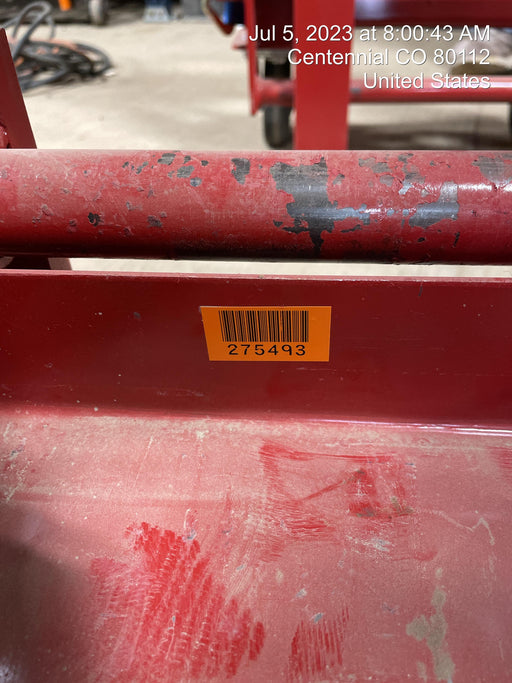 Jul 5, 2023 at 8:00:43 AM
Centennial CO 80112
United States
275493